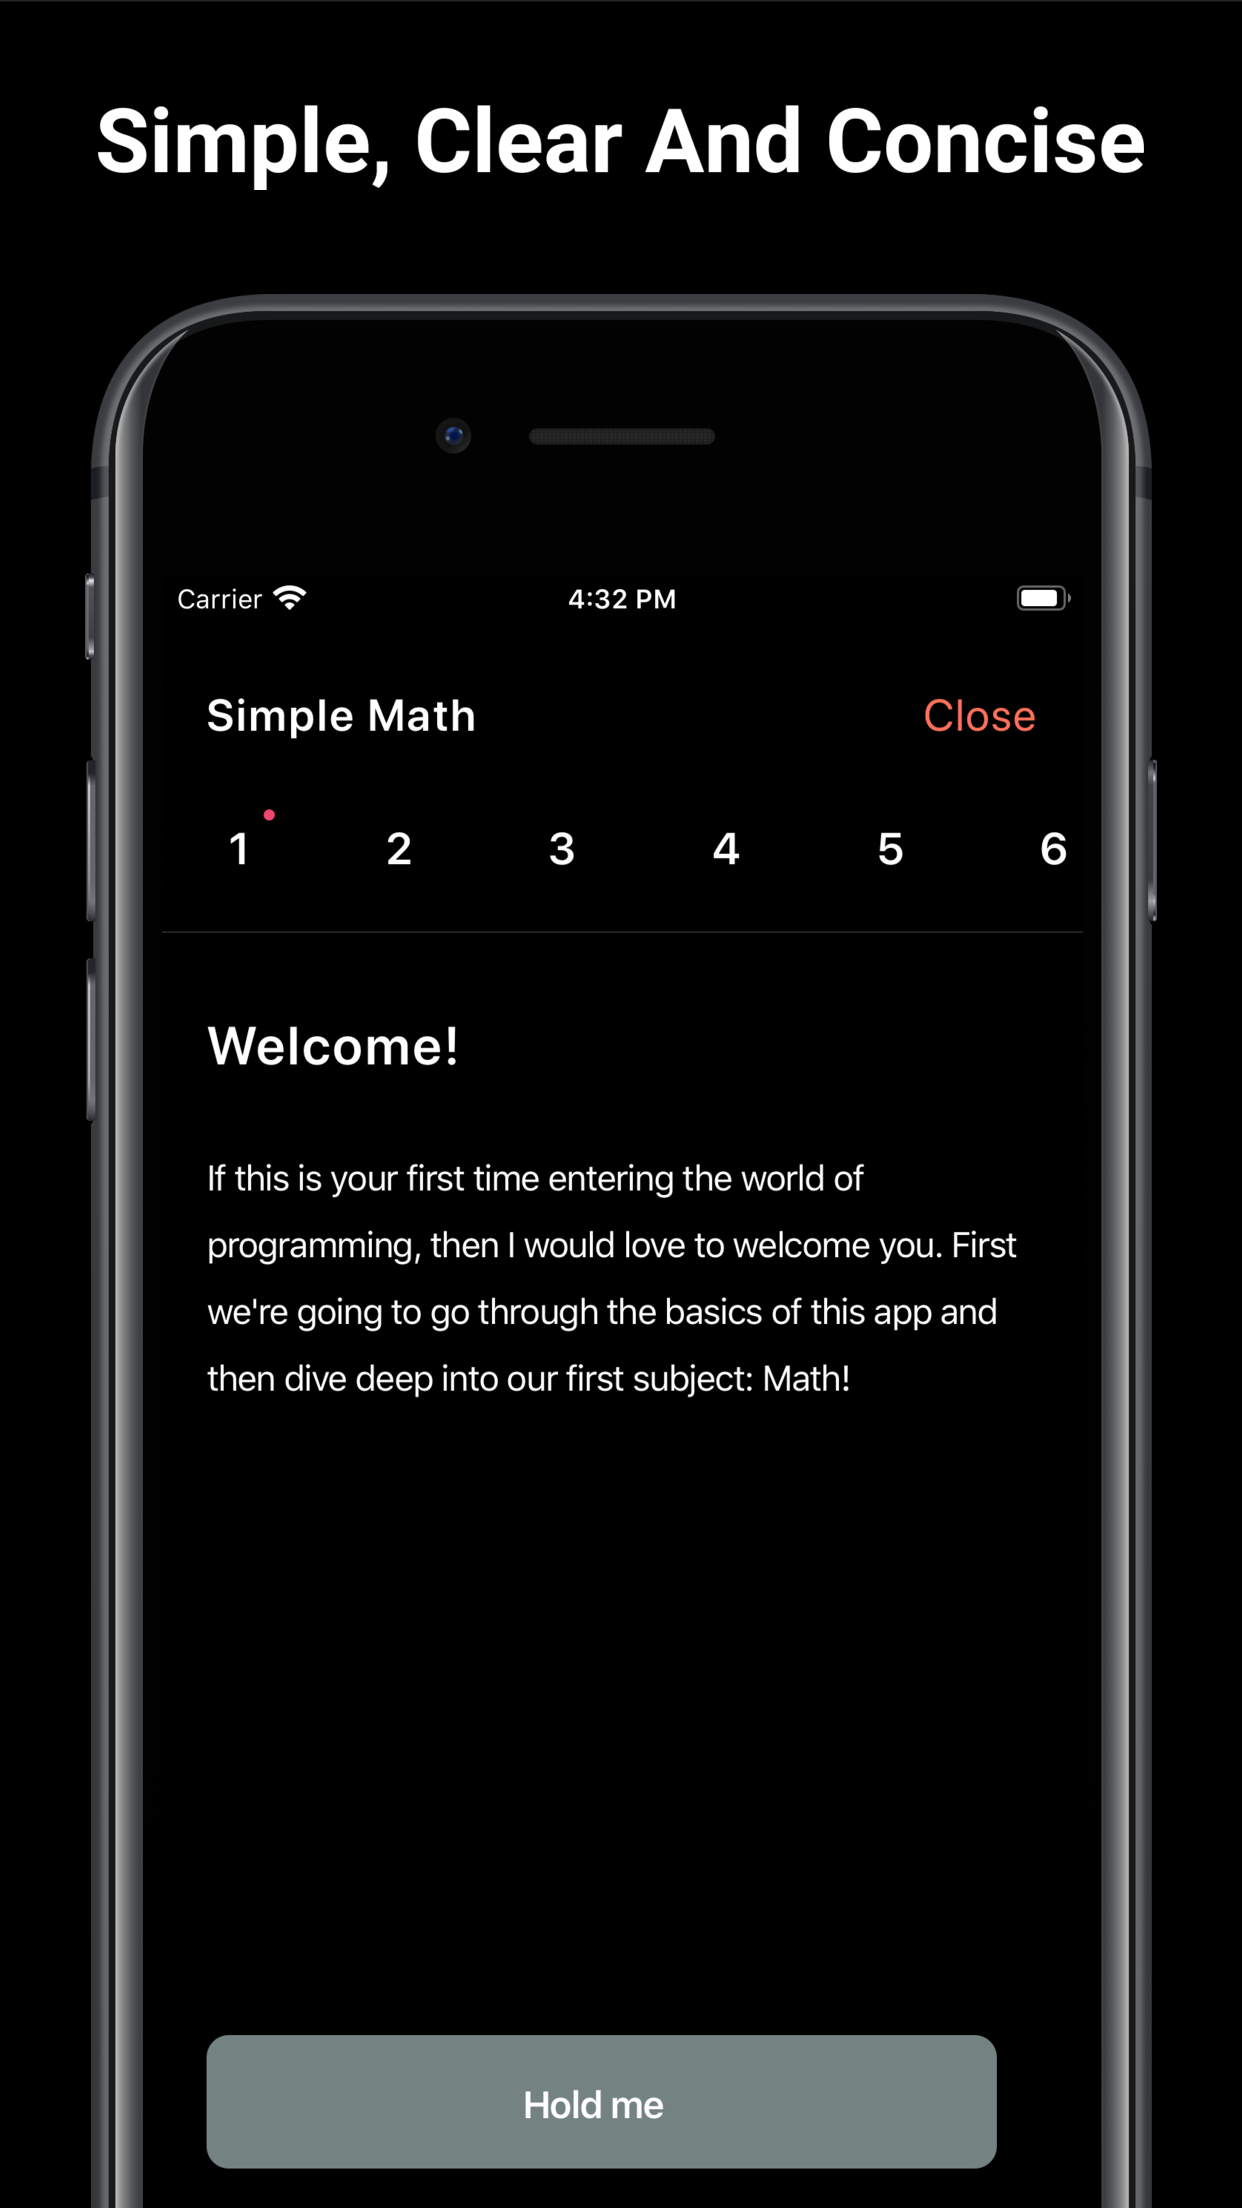 Simple, Clear And Concise
Carrier 4:32 PM
Simple Math Close
1 2 3 4 5 6
Welcome!
If this is your first time entering the world of
programming, then I would love to welcome you. First
we're going to go through the basics of this app and
then dive deep into our first subject: Math!
Hold me